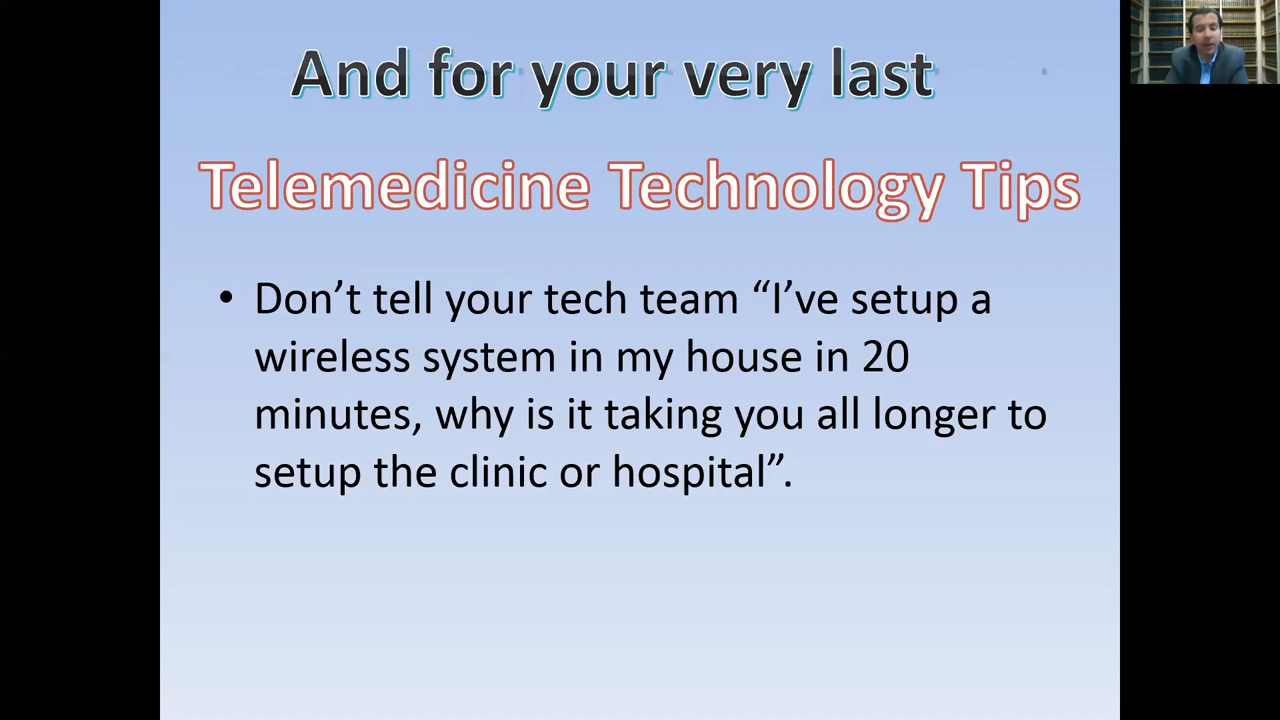 And for your very last
Telemedicine Technology Tips
• Don’t tell your tech team “I’ve setup a
wireless system in my house in 20
minutes, why is it taking you all longer to
setup the clinic or hospital”.